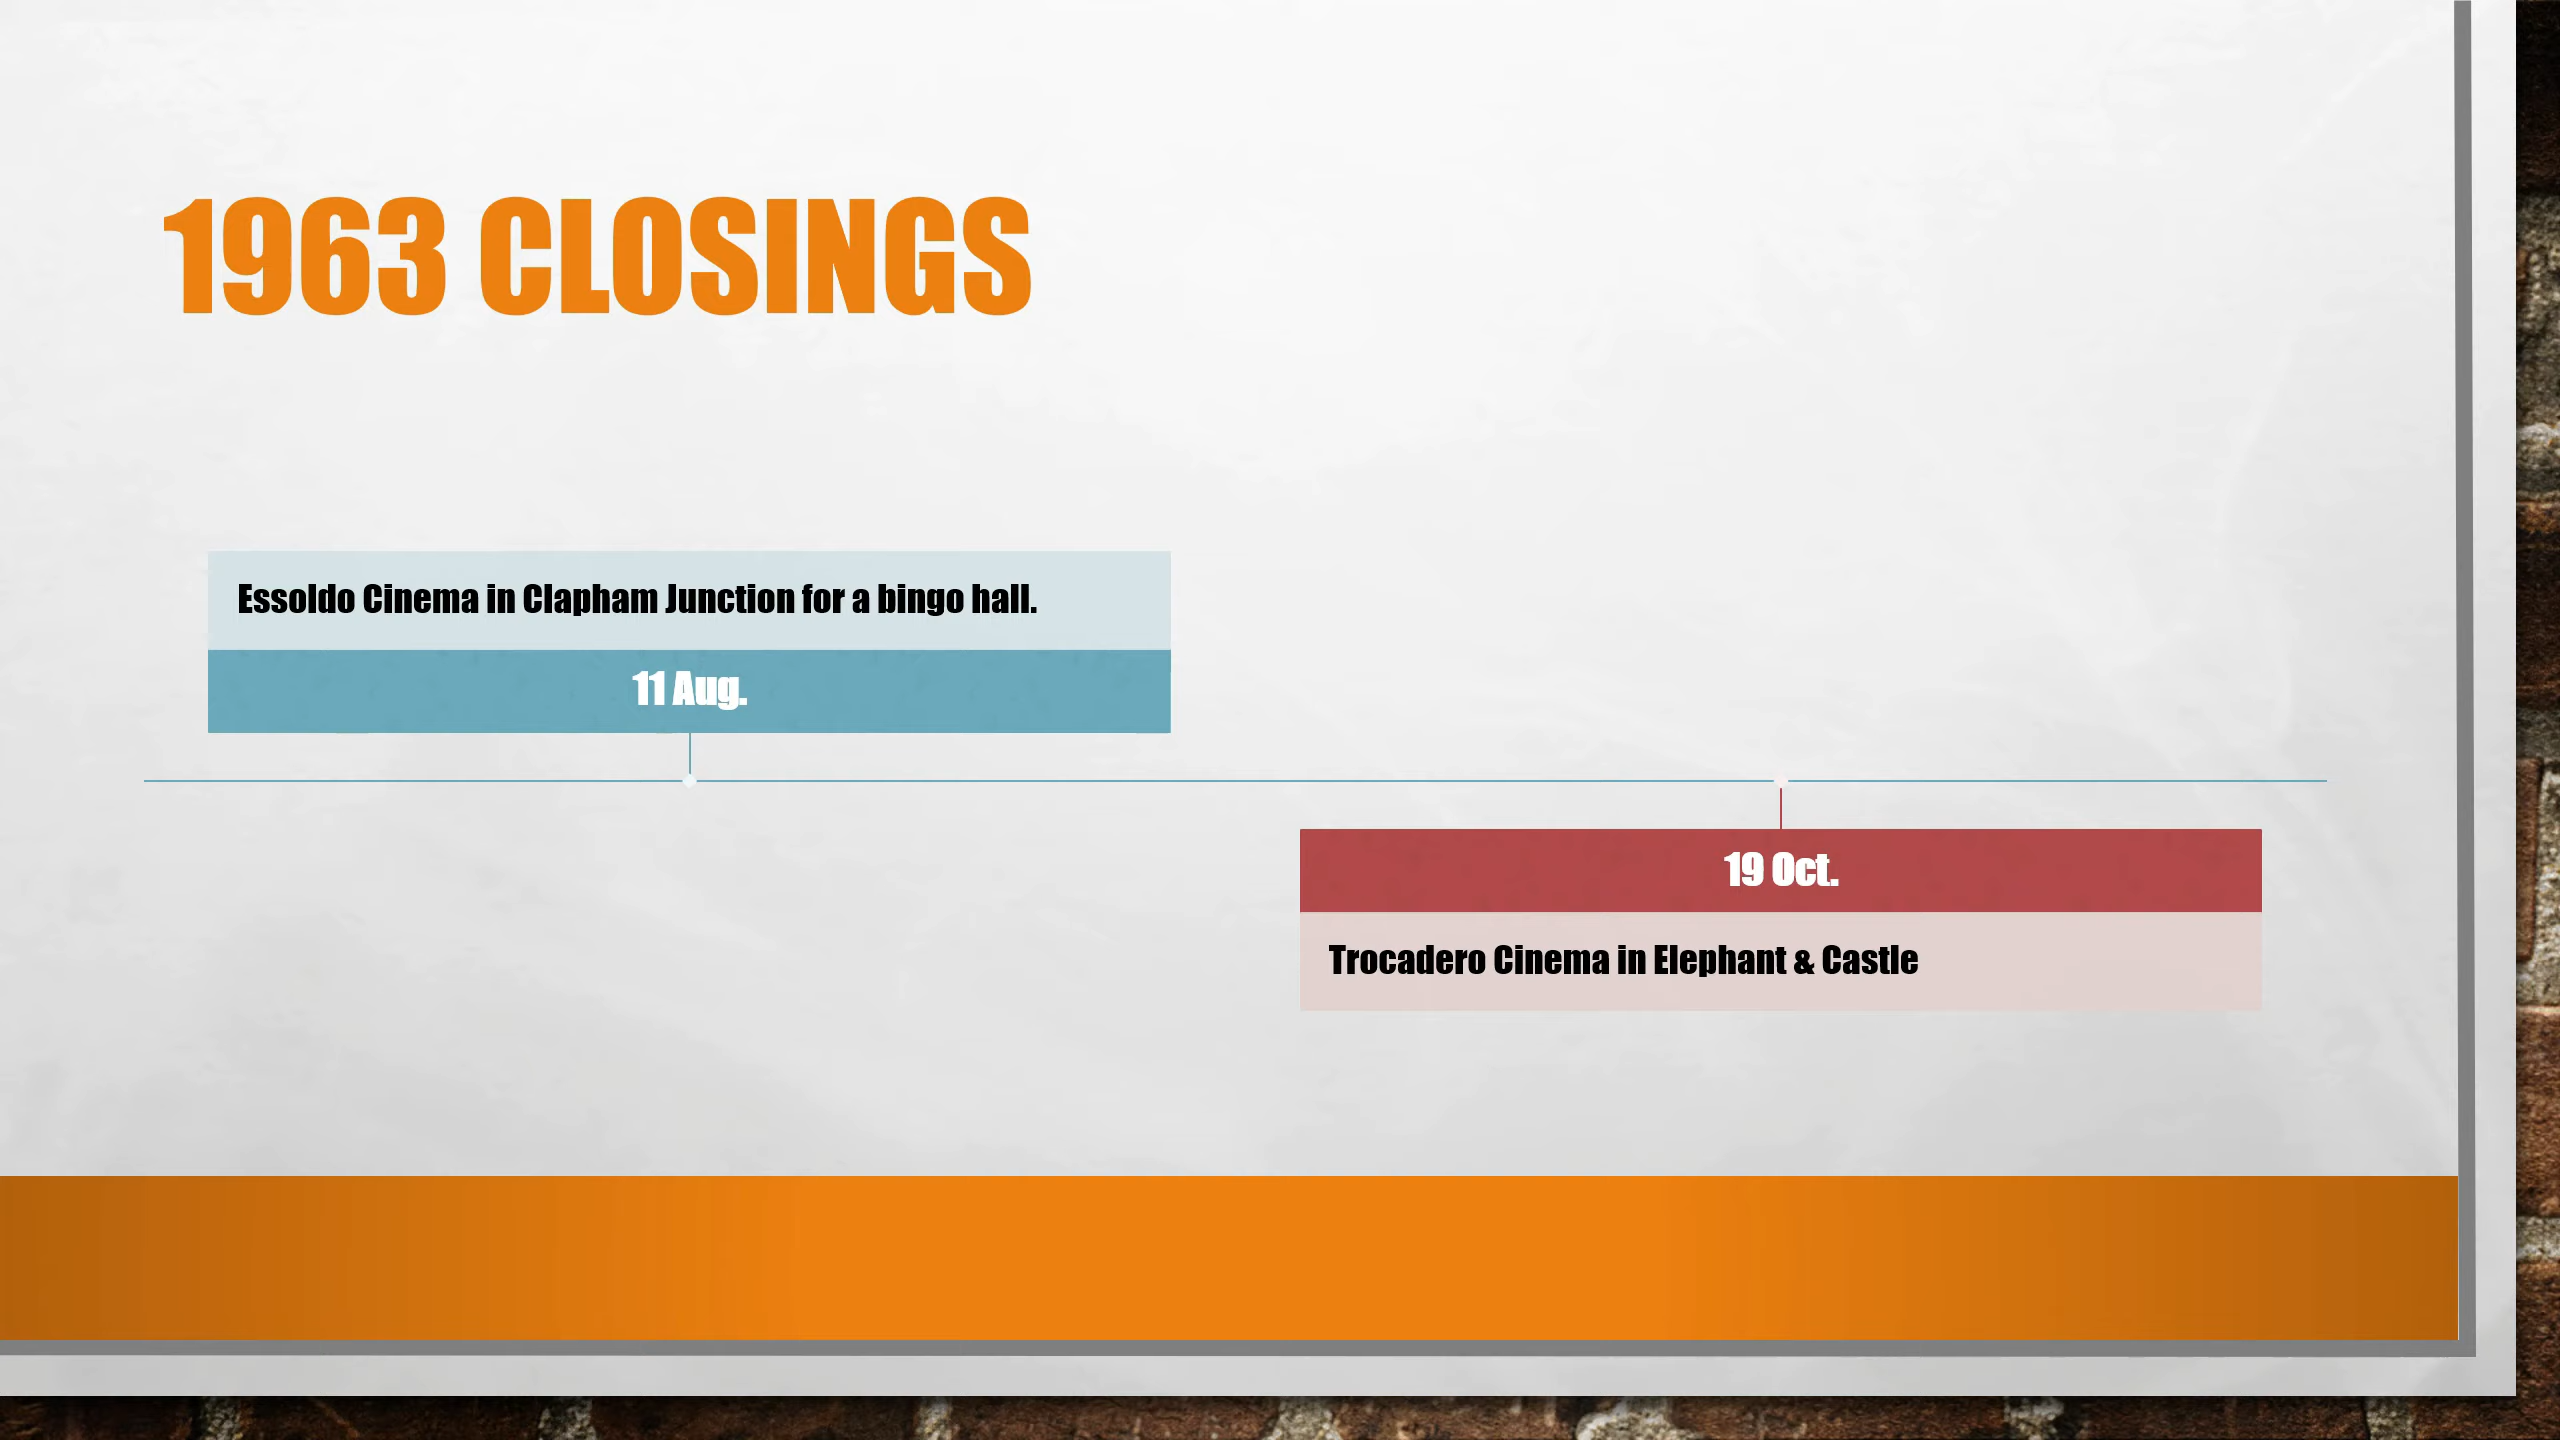 1963 CLOSINGS
Essoldo Cinema in Clapham Junction for a bingo hall.
11 Aug.
19 Oct.
Trocadero Cinema in Elephant & Castle